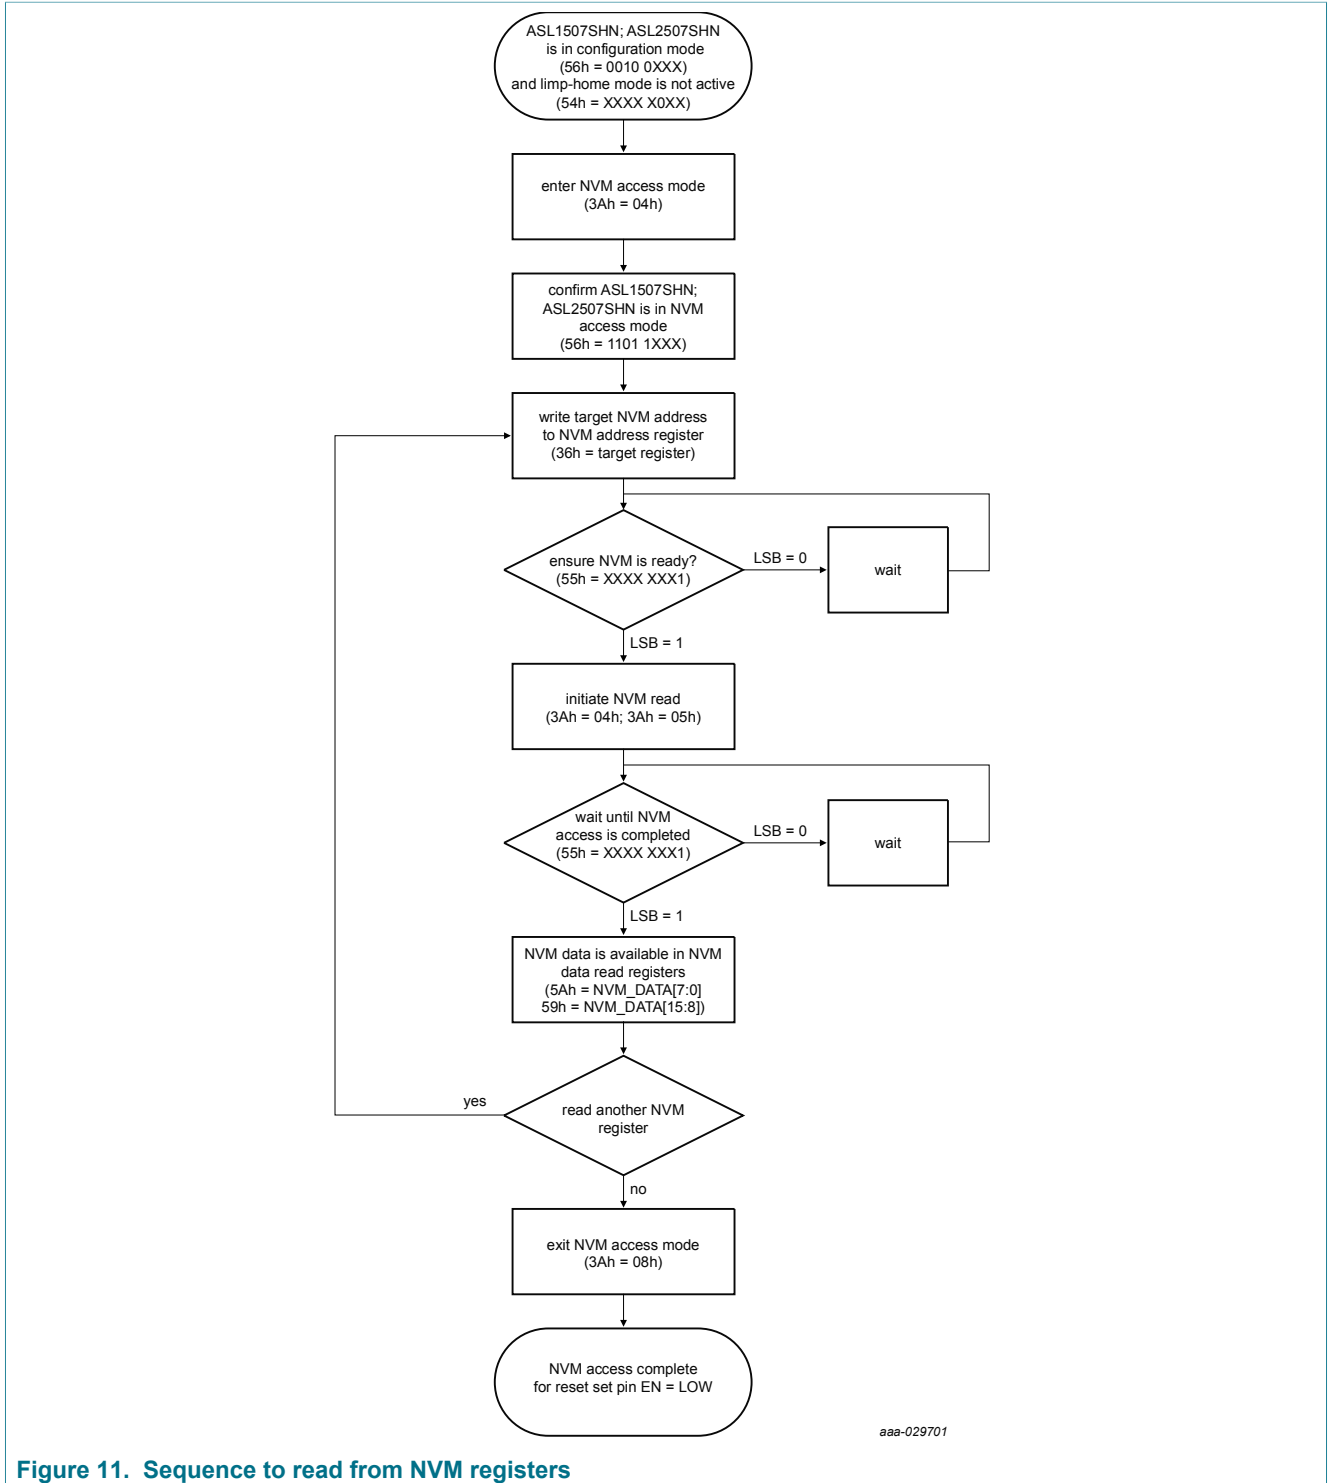 ASL1507SHN; ASL2507SHN
is in configuration mode
(56h = 0010 0XXX)
and limp-home mode is not active
(54h = XXXX X0XX)
enter NVM access mode
(3Ah = 04h)
confirm ASL1507SHN;
ASL2507SHN is in NVM
access mode
(56h = 1101 1XXX)
write target NVM address
to NVM address register
(36h = target register)
ensure NVM is ready?
(55h = XXXX XXX1)
LSB = 0
wait
LSB = 1
initiate NVM read
(3Ah = 04h; 3Ah = 05h)
wait until NVM
access is completed
(55h = XXXX XXX1)
LSB = 0
wait
LSB = 1
NVM data is available in NVM
data read registers
(5Ah = NVM_DATA[7:0]
59h = NVM_DATA[15:8])
yes
read another NVM
register
no
exit NVM access mode
(3Ah = 08h)
NVM access complete
for reset set pin EN = LOW
aaa-029701
Figure 11. Sequence to read from NVM registers